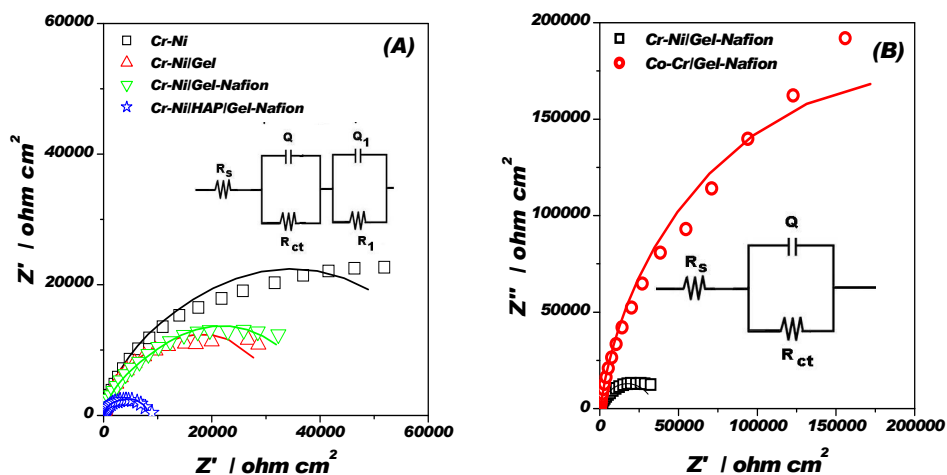 (A)
Cr-Ni
Cr-Ni/Gel
Cr-Ni/Gel-Nafion
Cr-Ni/HAP/Gel-Nafion
60000
40000
20000
0
Z' / ohm cm²
Rs
Q
Rct
Q1
R1
0 20000 40000 60000
Z' / ohm cm²
(B)
Cr-Ni/Gel-Nafion
Co-Cr/Gel-Nafion
200000
150000
100000
50000
0
Z'' / ohm cm²
Rs
Q
Rct
0 50000 100000 150000 200000
Z' / ohm cm²